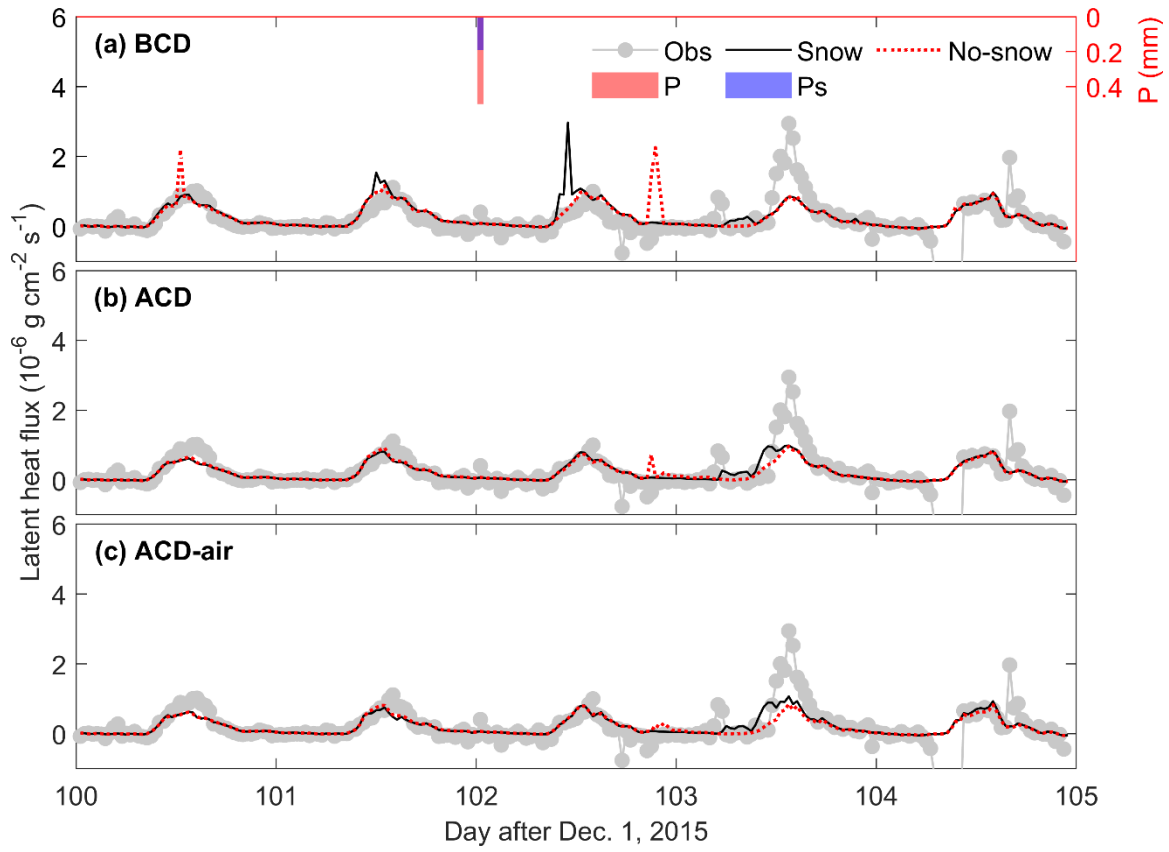 6 (a) BCD 0
Obs Snow No-snow
4 P Ps 0.2
0.4
P (mm)
2
0
6
(b) ACD
4
2
0
6
(c) ACD-air
4
2
0
Latent heat flux (10⁻⁶ g cm⁻² s⁻¹)
100 101 102 103 104 105
Day after Dec. 1, 2015